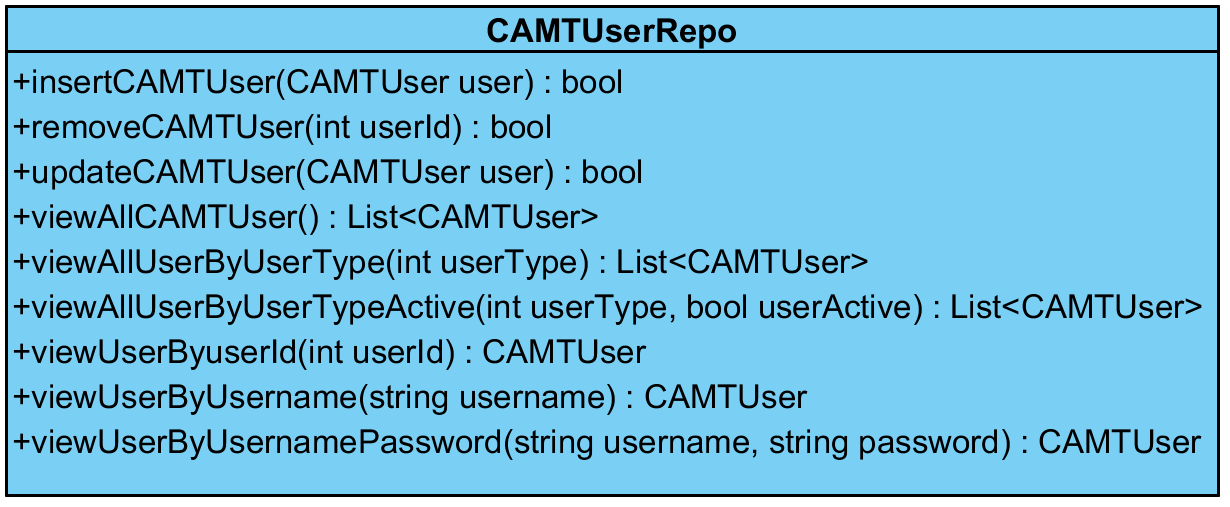 CAMTUserRepo
+insertCAMTUser(CAMTUser user) : bool
+removeCAMTUser(int userId) : bool
+updateCAMTUser(CAMTUser user) : bool
+viewAllCAMTUser() : List<CAMTUser>
+viewAllUserByUserType(int userType) : List<CAMTUser>
+viewAllUserByUserTypeActive(int userType, bool userActive) : List<CAMTUser>
+viewUserByuserId(int userId) : CAMTUser
+viewUserByUsername(string username) : CAMTUser
+viewUserByUsernamePassword(string username, string password) : CAMTUser